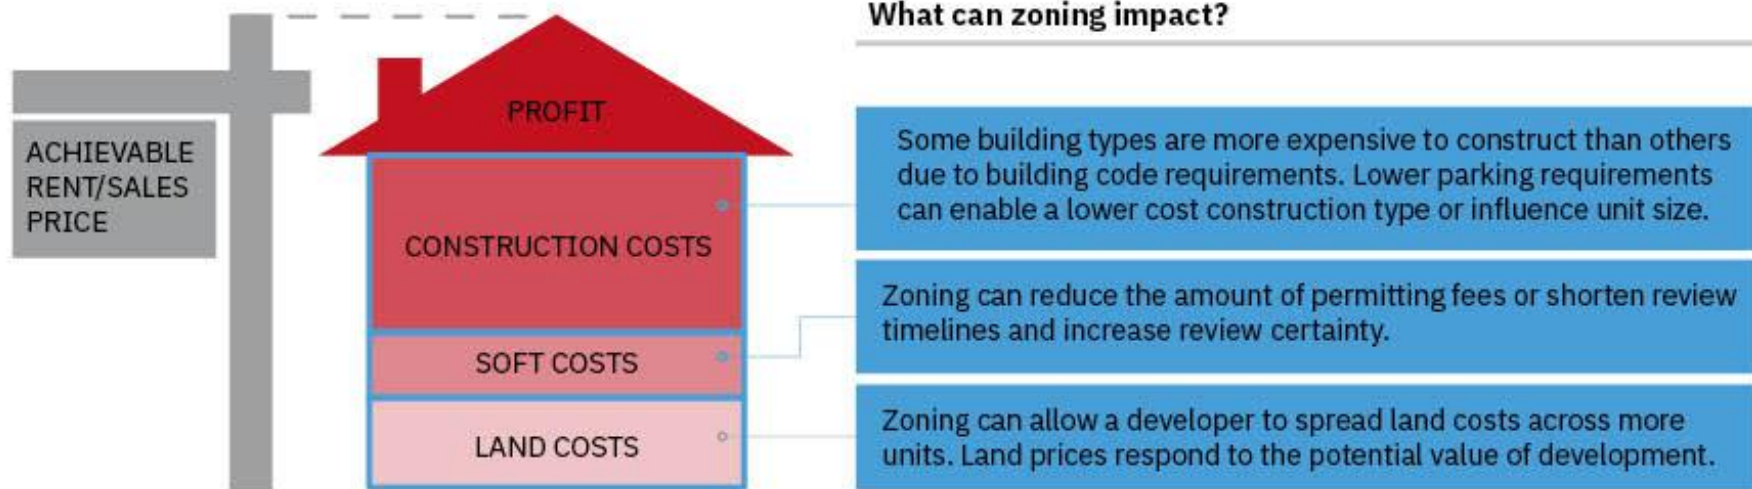 What can zoning impact?
PROFIT
ACHIEVABLE
RENT/SALES
PRICE
CONSTRUCTION COSTS
SOFT COSTS
LAND COSTS
Some building types are more expensive to construct than others
due to building code requirements. Lower parking requirements
can enable a lower cost construction type or influence unit size.
Zoning can reduce the amount of permitting fees or shorten review
timelines and increase review certainty.
Zoning can allow a developer to spread land costs across more
units. Land prices respond to the potential value of development.